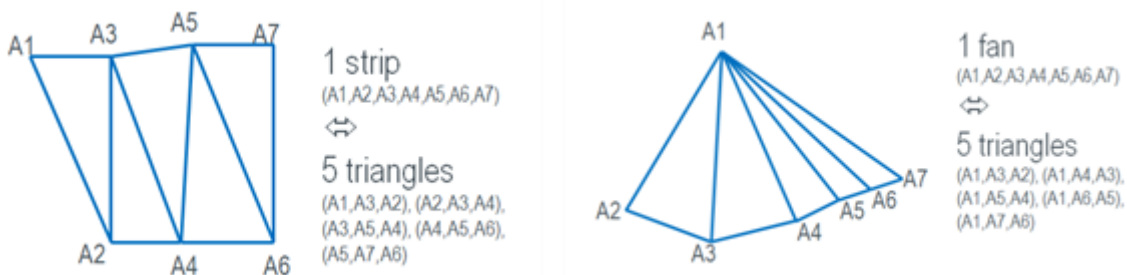 A1
A3
A5
A7
A2
A4
A6
1 strip
(A1,A2,A3,A4,A5,A6,A7)
⇔
5 triangles
(A1,A3,A2), (A2,A3,A4),
(A3,A5,A4), (A4,A5,A6),
(A5,A7,A6)
A1
A2
A3
A4
A5
A6
A7
1 fan
(A1,A2,A3,A4,A5,A6,A7)
⇔
5 triangles
(A1,A3,A2), (A1,A4,A3),
(A1,A5,A4), (A1,A6,A5),
(A1,A7,A6)